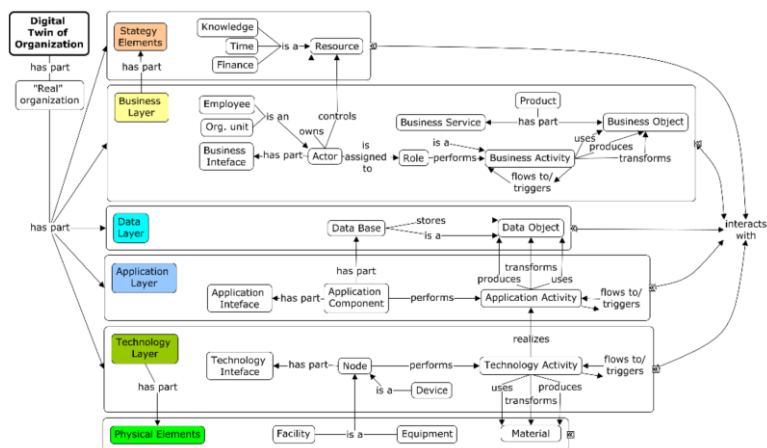 Digital
Twin of
Organization
has part
"Real"
organization
has part
Stategy
Elements
has part
Knowledge
Time
Finance
is a
Resource
Business
Layer
Employee
Org. unit
is an
Business
Inteface
has part
Actor
owns
controls
is
assigned
to
Role
performs
Business Service
Product
has part
Business Object
is a
Business Activity
uses
produces
transforms
flows to/
triggers
Data
Layer
Data Base
stores
is a
Data Object
interacts
with
Application
Layer
Application
Inteface
has part
has part
Application
Component
performs
produces
transforms
uses
Application Activity
flows to/
triggers
Technology
Layer
has part
Technology
Inteface
has part
Node
performs
is a
Device
realizes
Technology Activity
flows to/
triggers
uses
transforms
produces
Physical Elements
Facility
is a
Equipment
Material